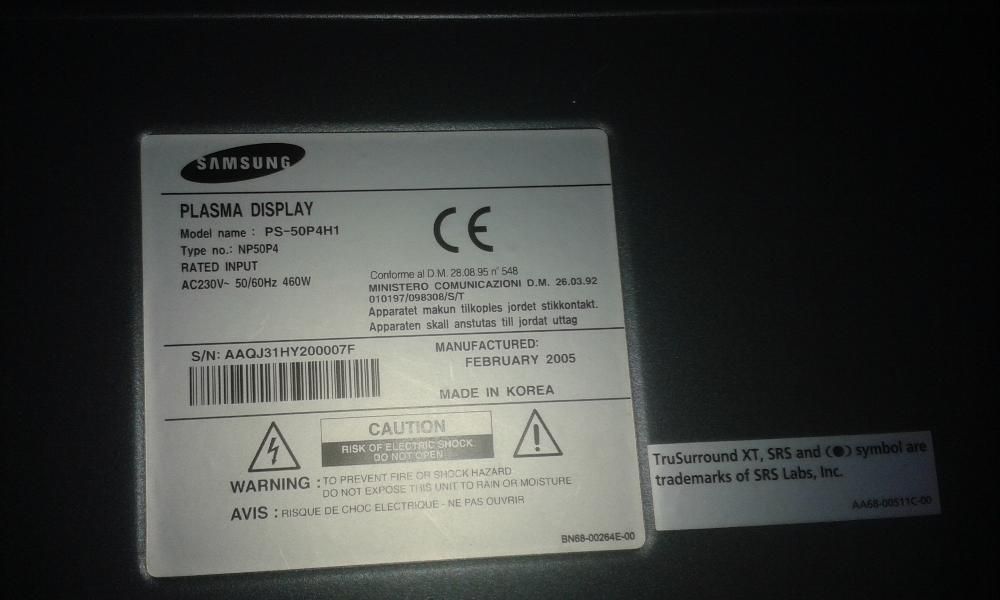 SAMSUNG
PLASMA DISPLAY
Model name : PS-50P4H1
Type no.: NP50P4
RATED INPUT
AC230V~ 50/60Hz 460W
CE
Conforme al D.M. 28.08.95 n° 548
MINISTERO COMUNICAZIONI D.M. 26.03.92
010197/098308/S/T
Apparatet makun tilkoples jordet stikkontakt.
Apparaten skall anstutas till jordat uttag
S/N: AAQJ31HY200007F
MANUFACTURED:
FEBRUARY 2005
MADE IN KOREA
CAUTION
RISK OF ELECTRIC SHOCK
DO NOT OPEN
WARNING : TO PREVENT FIRE OR SHOCK HAZARD
DO NOT EXPOSE THIS UNIT TO RAIN OR MOISTURE
AVIS : RISQUE DE CHOC ELECTRIQUE - NE PAS OUVRIR
BN68-00264E-00
TruSurround XT, SRS and (●) symbol are
trademarks of SRS Labs, Inc.
AA68-00511C-00